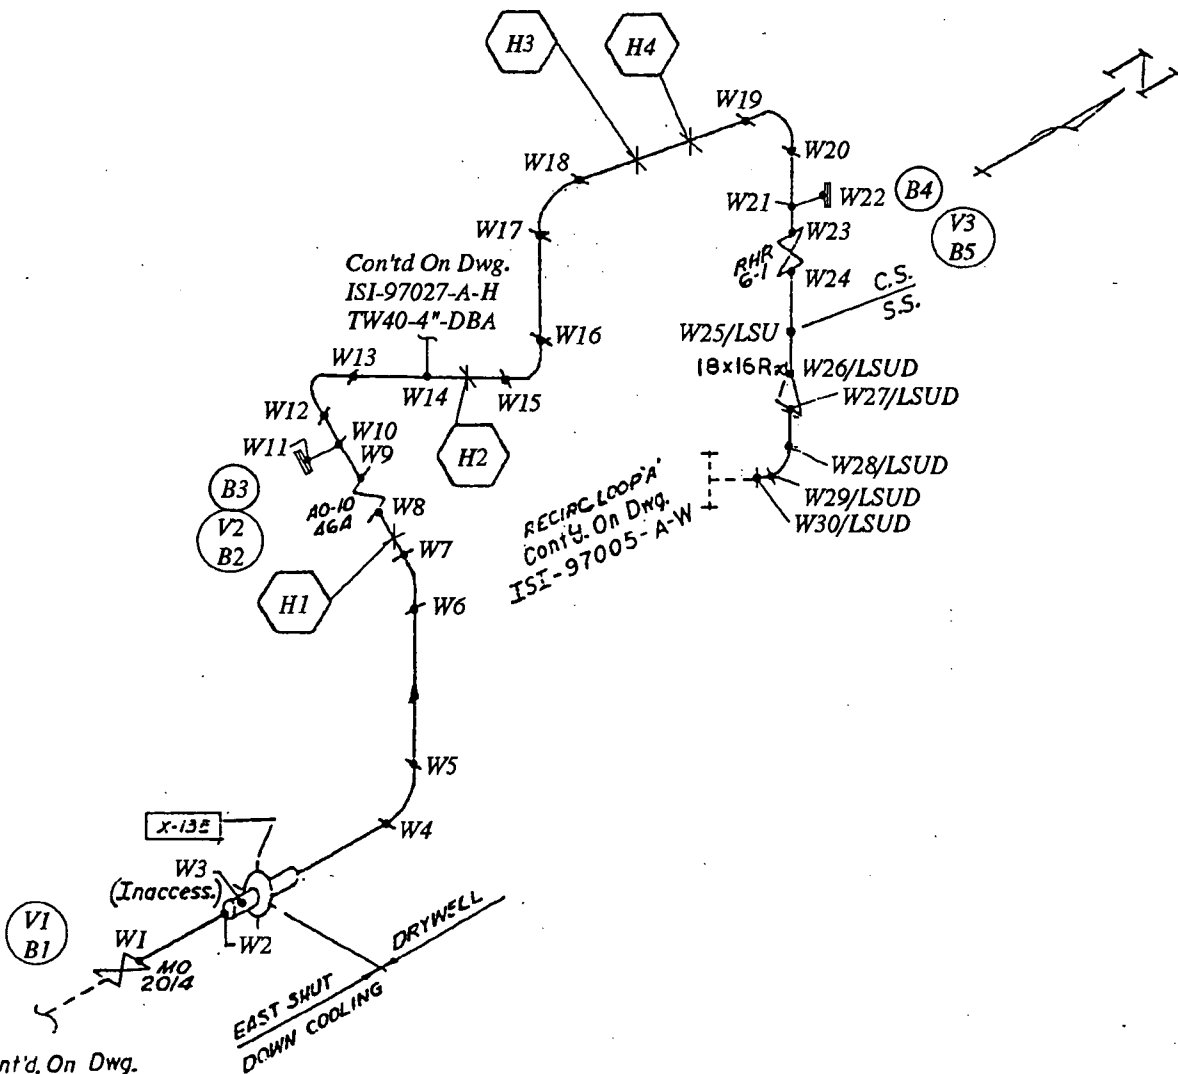 H3
H4
N
W19
W18
W20
W21
W22
B4
V3
B5
W17
W23
RHR
6-1
W24
C.S.
S.S.
Con'td On Dwg.
ISI-97027-A-H
TW40-4"-DBA
W16
W25/LSU
18x16R
W26/LSUD
W27/LSUD
W13
W14
W15
W12
W10
W11
W9
H2
W28/LSUD
W29/LSUD
W30/LSUD
B3
V2
B2
AO-10
46A
W8
W7
RECIRC LOOP 'A'
Cont'd. On Dwg.
ISI-97005-A-W
H1
W6
W5
X-13E
W4
W3
(Inaccess.)
V1
B1
W1
W2
MO
2014
DRYWELL
EAST SHUT
DOWN COOLING
nt'd. On Dwg.